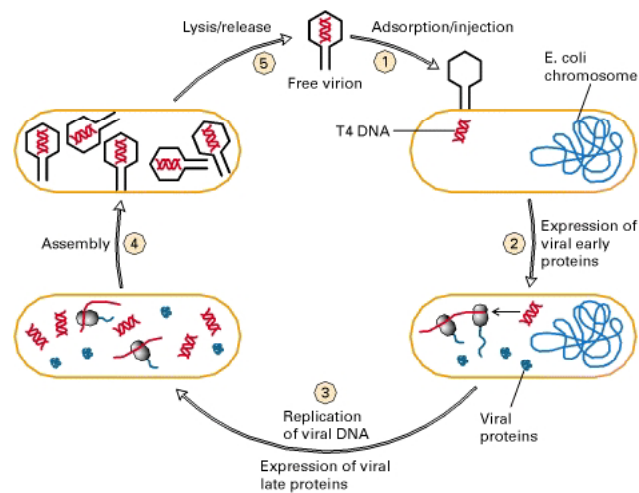 Lysis/release
5
Free virion
Adsorption/injection
1
E. coli
chromosome
T4 DNA
2
Expression of
viral early
proteins
Viral
proteins
3
Replication
of viral DNA
Expression of viral
late proteins
Assembly
4